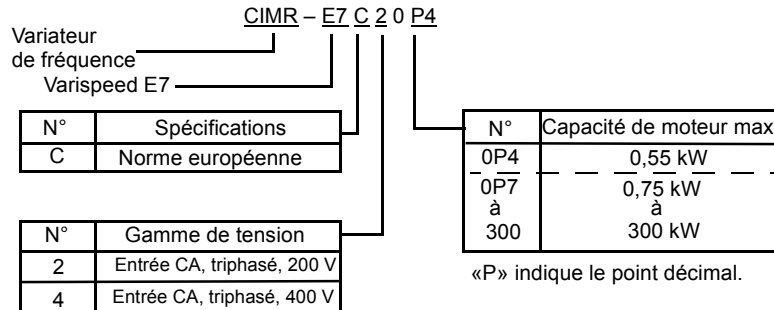 CIMR – E7 C 2 0 P4
Variateur
de fréquence
Varispeed E7
N° Spécifications
C Norme européenne
N° Gamme de tension
2 Entrée CA, triphasé, 200 V
4 Entrée CA, triphasé, 400 V
N° Capacité de moteur max
0P4 0,55 kW
0P7 0,75 kW
à à
300 300 kW
«P» indique le point décimal.